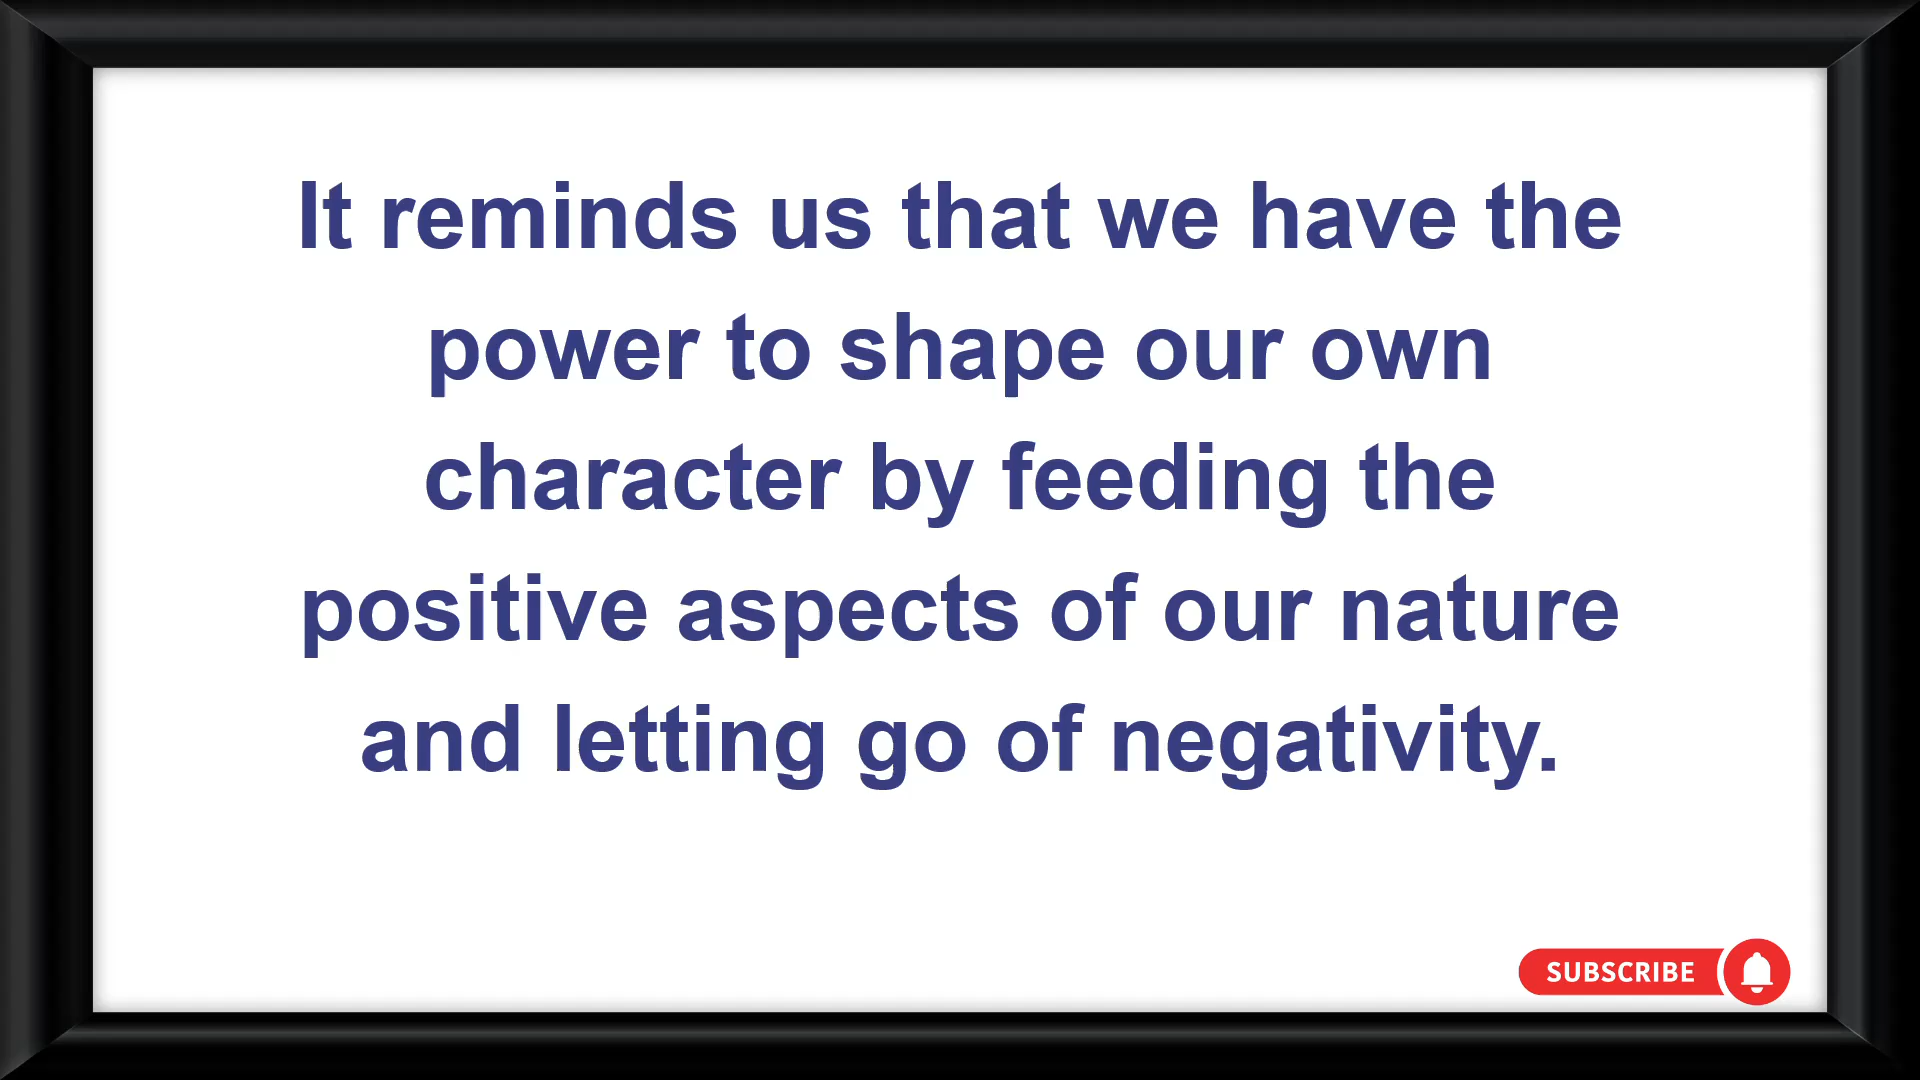 It reminds us that we have the
power to shape our own
character by feeding the
positive aspects of our nature
and letting go of negativity.
SUBSCRIBE